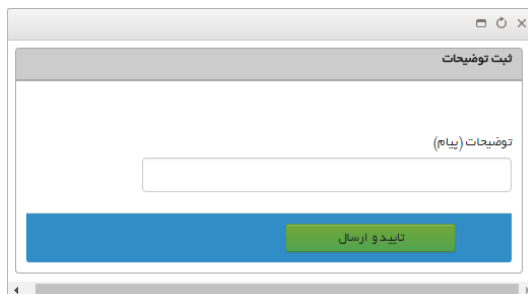 ثبت توضیحات
توضیحات (پیام)
تایید و ارسال